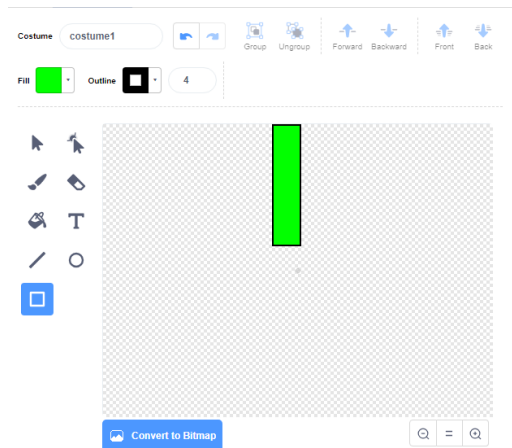 Costume costume1
Group Ungroup Forward Backward Front Back
Fill Outline 4
T
Convert to Bitmap